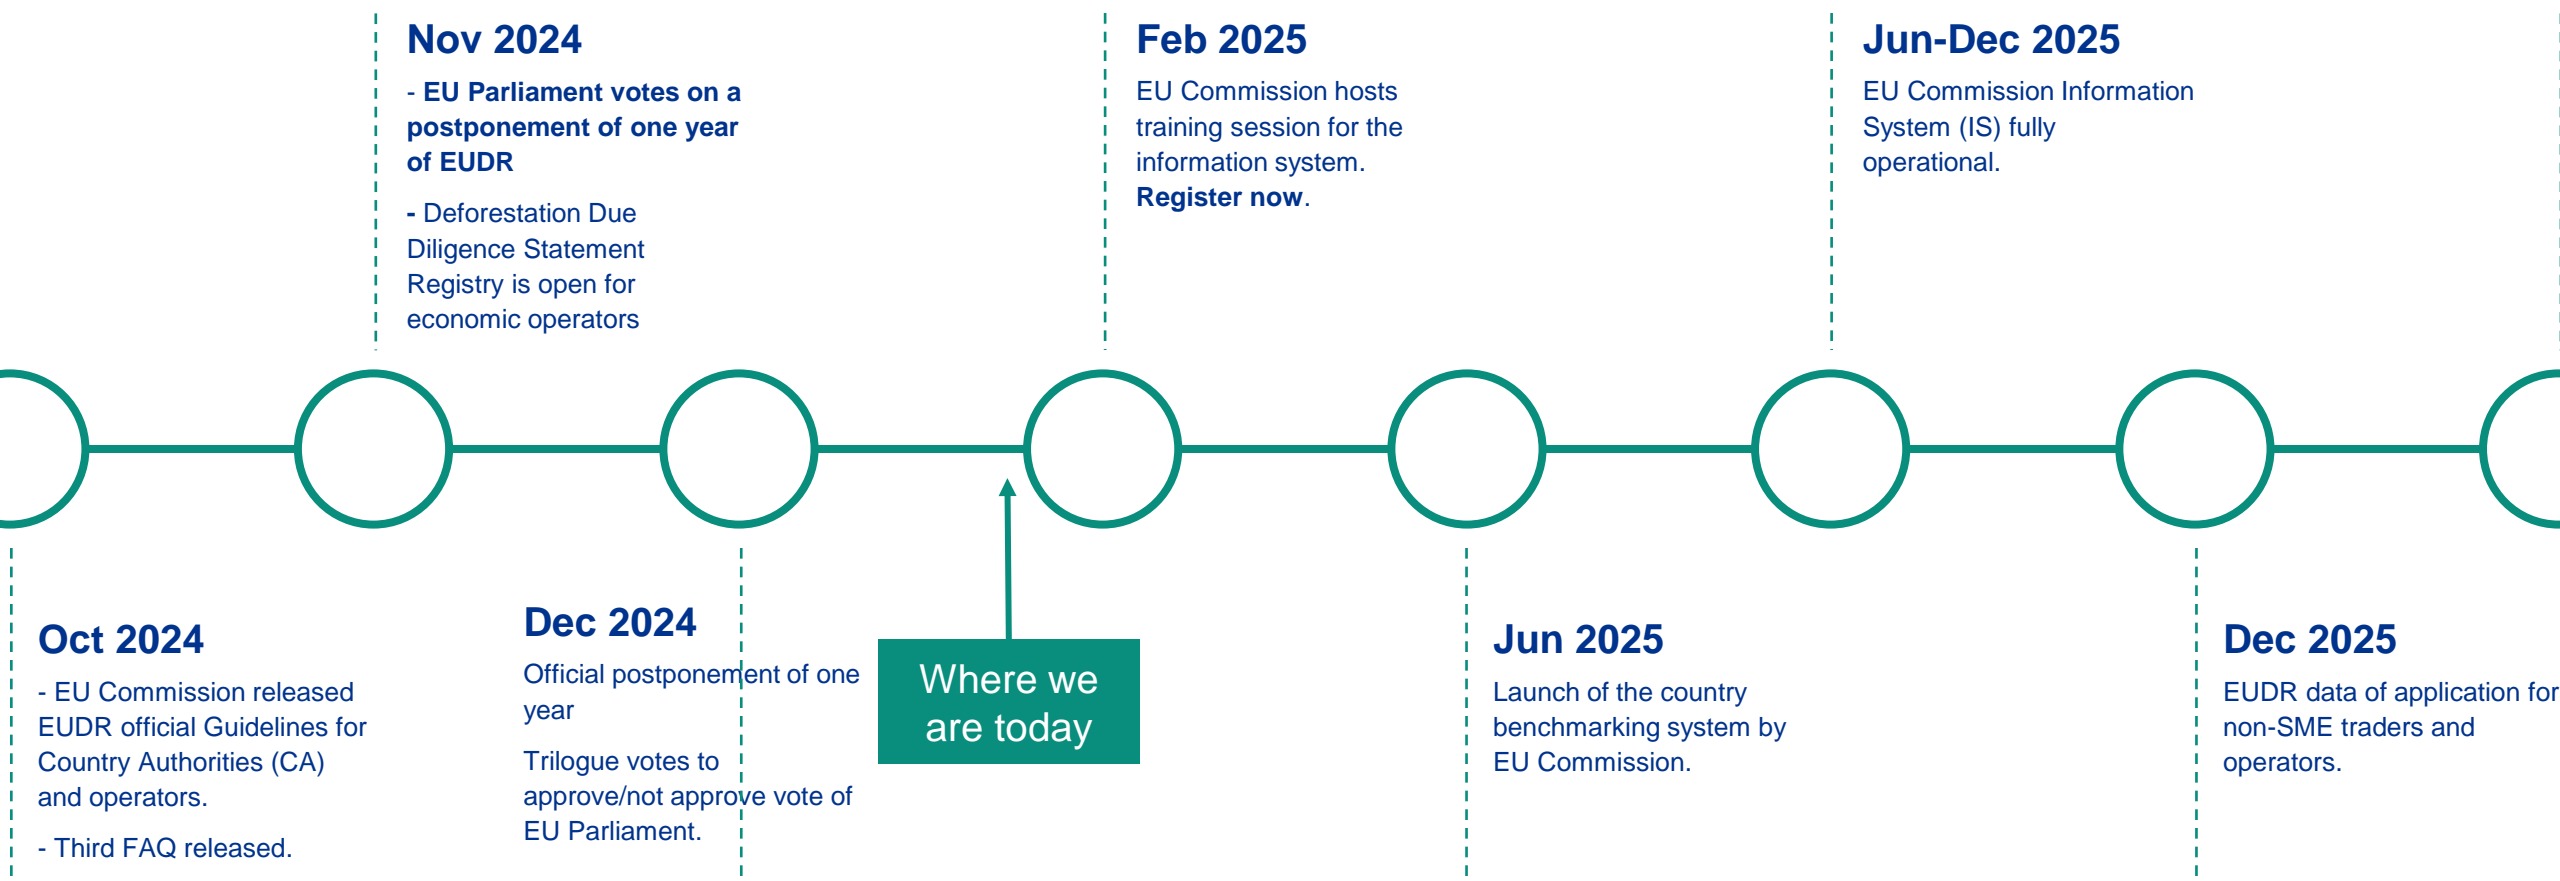 Nov 2024
- EU Parliament votes on a
postponement of one year
of EUDR
- Deforestation Due
Diligence Statement
Registry is open for
economic operators
Feb 2025
EU Commission hosts
training session for the
information system.
Register now.
Jun-Dec 2025
EU Commission Information
System (IS) fully
operational.
Oct 2024
- EU Commission released
EUDR official Guidelines for
Country Authorities (CA)
and operators.
- Third FAQ released.
Dec 2024
Official postponement of one
year
Trilogue votes to
approve/not approve vote of
EU Parliament.
Where we
are today
Jun 2025
Launch of the country
benchmarking system by
EU Commission.
Dec 2025
EUDR data of application for
non-SME traders and
operators.